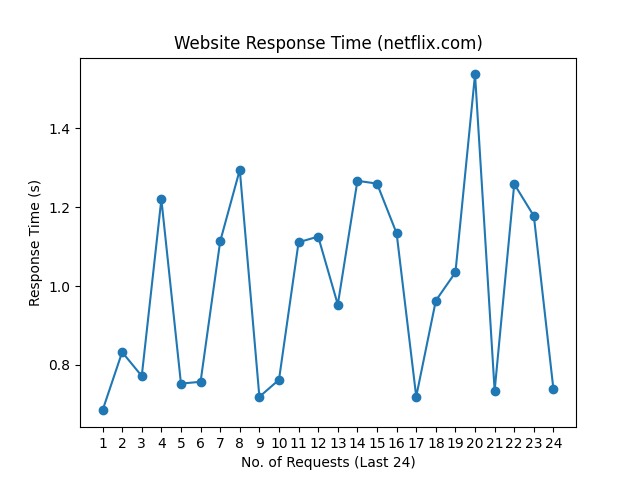 Website Response Time (netflix.com)
1.4
1.2
1.0
0.8
Response Time (s)
1 2 3 4 5 6 7 8 9 10 11 12 13 14 15 16 17 18 19 20 21 22 23 24
No. of Requests (Last 24)